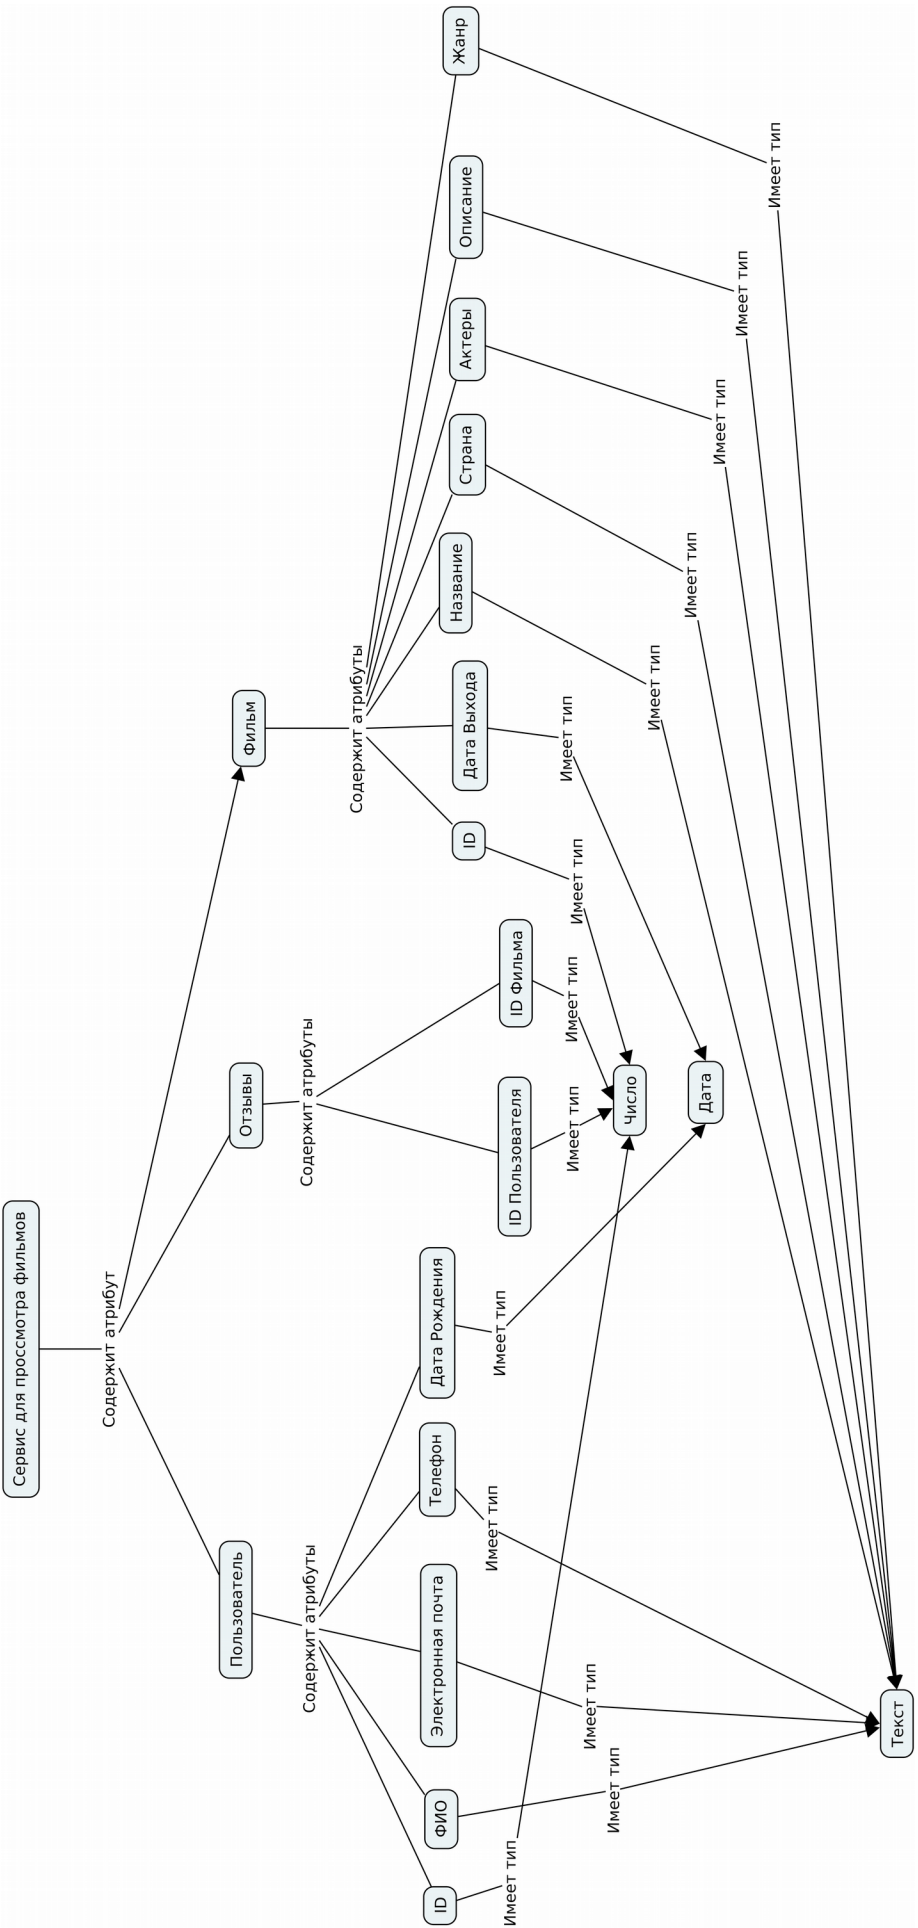 Сервис для проссмотра фильмов
Содержит атрибут
Пользователь
Отзывы
Фильм
Содержит атрибуты
Содержит атрибуты
Содержит атрибуты
ID
ФИО
Электронная почта
Телефон
Дата Рождения
ID Пользователя
ID Фильма
ID
Дата Выхода
Название
Страна
Актеры
Описание
Жанр
Имеет тип
Имеет тип
Имеет тип
Имеет тип
Имеет тип
Имеет тип
Имеет тип
Имеет тип
Имеет тип
Имеет тип
Имеет тип
Имеет тип
Имеет тип
Имеет тип
Число
Дата
Текст